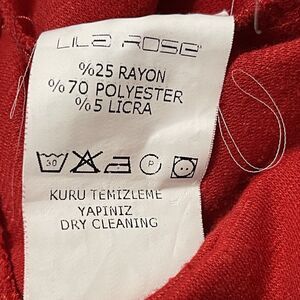 LILA ROSE
%25 RAYON
%70 POLYESTER
%5 LICRA
30 P
KURU TEMİZLEME
YAPINIZ
DRY CLEANING